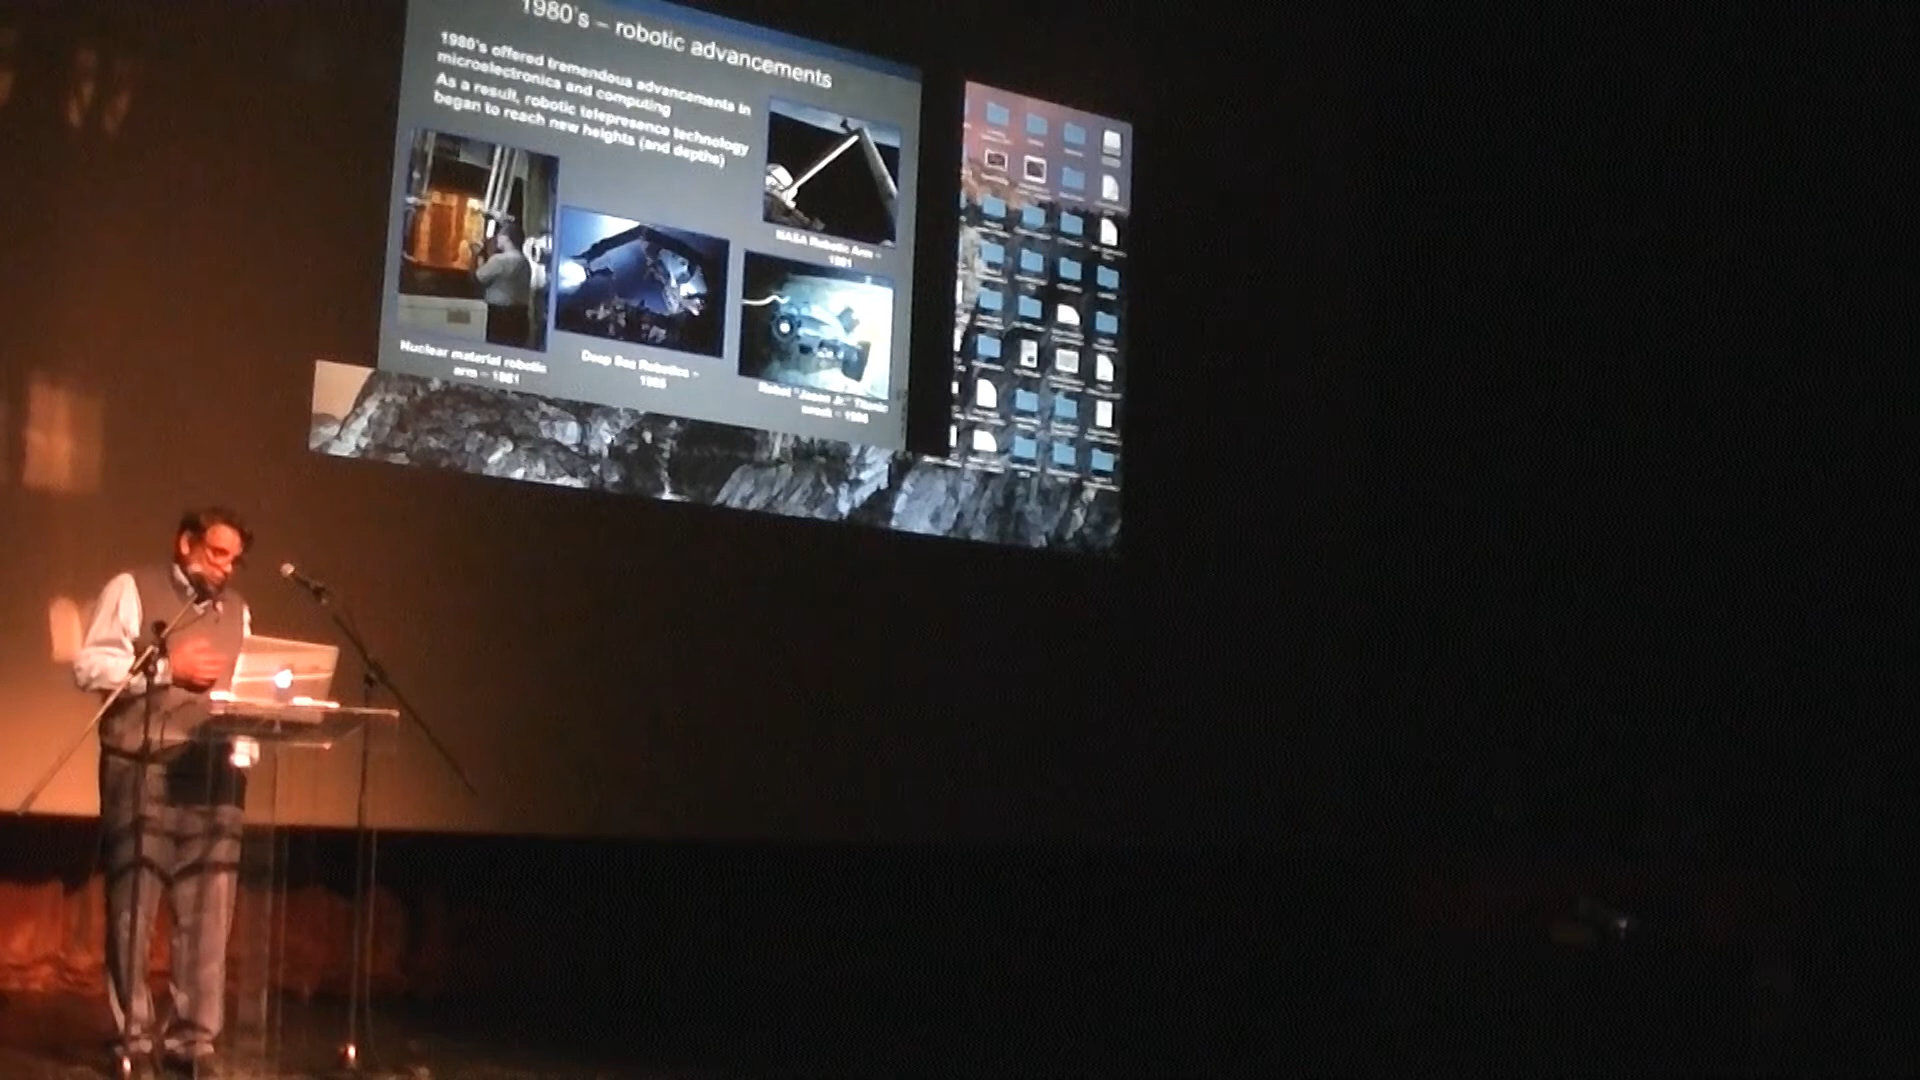 1980's – robotic advancements
1980's offered tremendous advancements in
microelectronics and computing
As a result, robotic telepresence technology
began to reach new heights (and depths)
NASA Robotic Arm –
1981
Nuclear material robotic
arm – 1981
Deep Sea Robotics –
1985
Robot "Jason Jr." Titanic
wreck – 1986